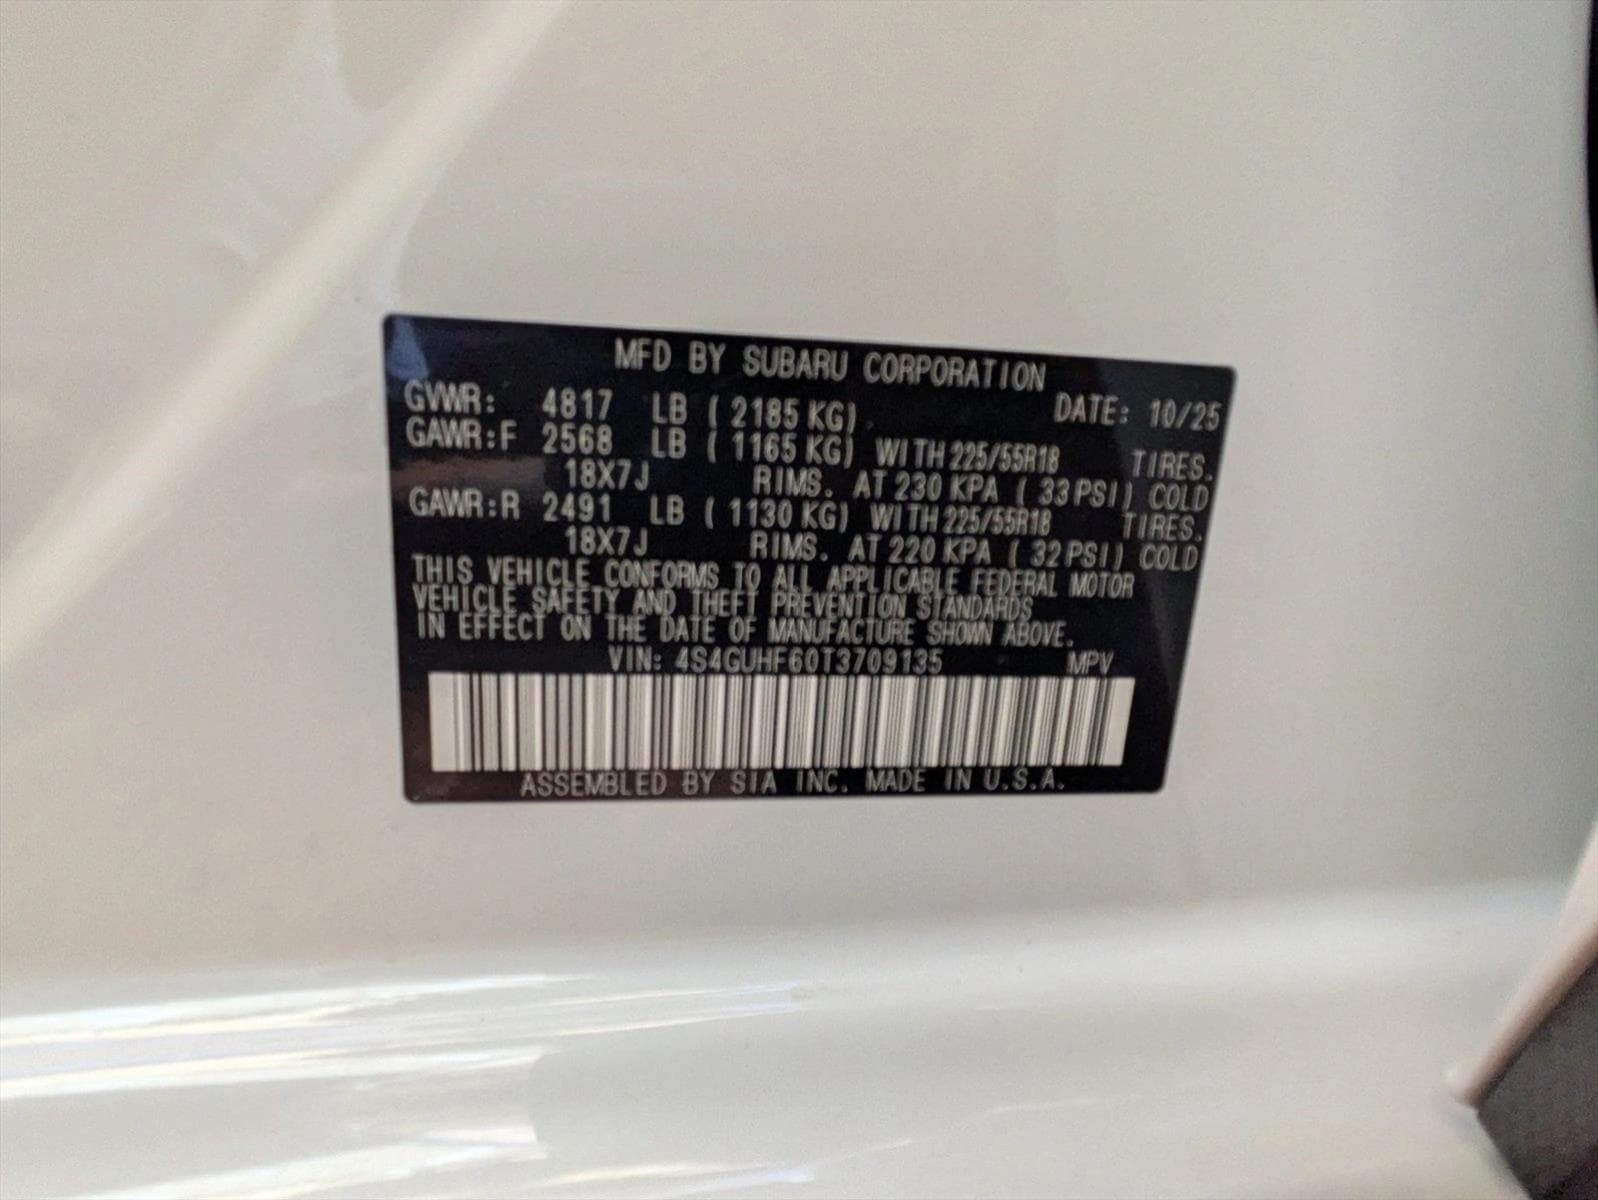 MFD BY SUBARU CORPORATION
GVWR: 4817 LB ( 2185 KG) DATE: 10/25
GAWR:F 2568 LB ( 1165 KG) WITH 225/55R18 TIRES.
18X7J RIMS. AT 230 KPA ( 33 PSI) COLD
GAWR:R 2491 LB ( 1130 KG) WITH 225/55R18 TIRES.
18X7J RIMS. AT 220 KPA ( 32 PSI) COLD
THIS VEHICLE CONFORMS TO ALL APPLICABLE FEDERAL MOTOR
VEHICLE SAFETY AND THEFT PREVENTION STANDARDS
IN EFFECT ON THE DATE OF MANUFACTURE SHOWN ABOVE.
VIN: 4S4GUHF60T3709135 MPV
ASSEMBLED BY SIA INC. MADE IN U.S.A.